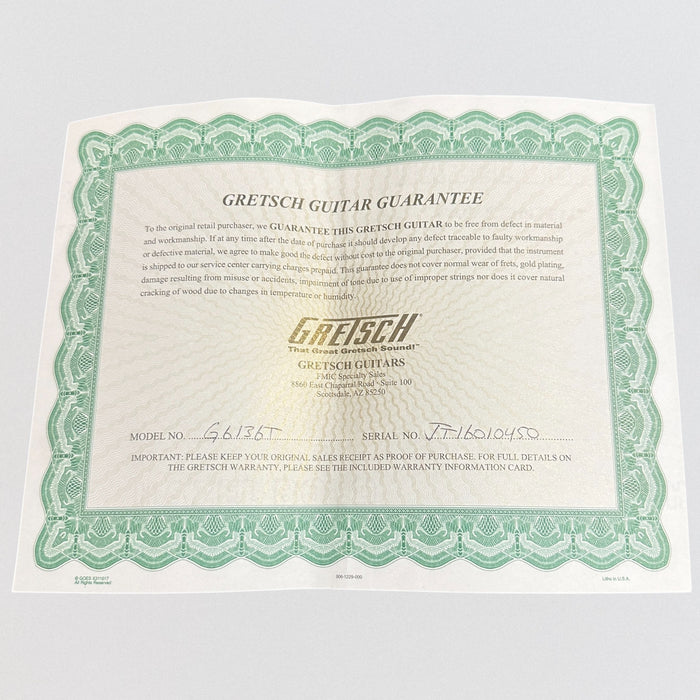 GRETSCH GUITAR GUARANTEE
To the original retail purchaser, we GUARANTEE THIS GRETSCH GUITAR to be free from defect in material
and workmanship. If at any time after the date of purchase it should develop any defect traceable to faulty workmanship
or defective material, we agree to make good the defect without cost to the original purchaser, provided that the instrument
is shipped to our service center carrying charges prepaid. This guarantee does not cover normal wear of frets, gold plating,
damage resulting from misuse or accidents, impairment of tone due to use of improper strings nor does it cover natural
cracking of wood due to changes in temperature or humidity.
GRETSCH
That Great Gretsch Sound!™
GRETSCH GUITARS
FMIC Specialty Sales
8860 East Chaparral Road · Suite 100
Scottsdale, AZ 85250
MODEL NO. G6136T SERIAL NO. JT16010450
IMPORTANT: PLEASE KEEP YOUR ORIGINAL SALES RECEIPT AS PROOF OF PURCHASE. FOR FULL DETAILS ON
THE GRETSCH WARRANTY, PLEASE SEE THE INCLUDED WARRANTY INFORMATION CARD.
© GOES
All Rights Reserved
Litho in U.S.A.